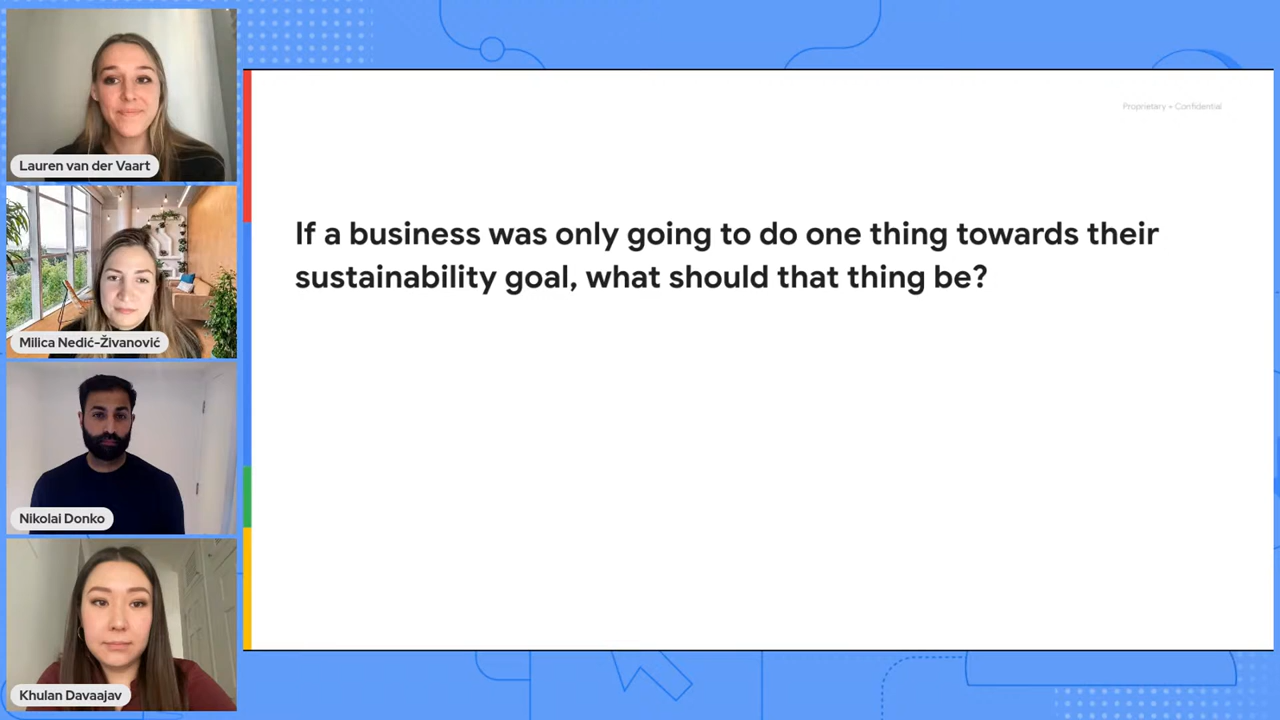 Lauren van der Vaart
Milica Nedić-Živanović
Nikolai Donko
Khulan Davaajav
Proprietary + Confidential
If a business was only going to do one thing towards their
sustainability goal, what should that thing be?